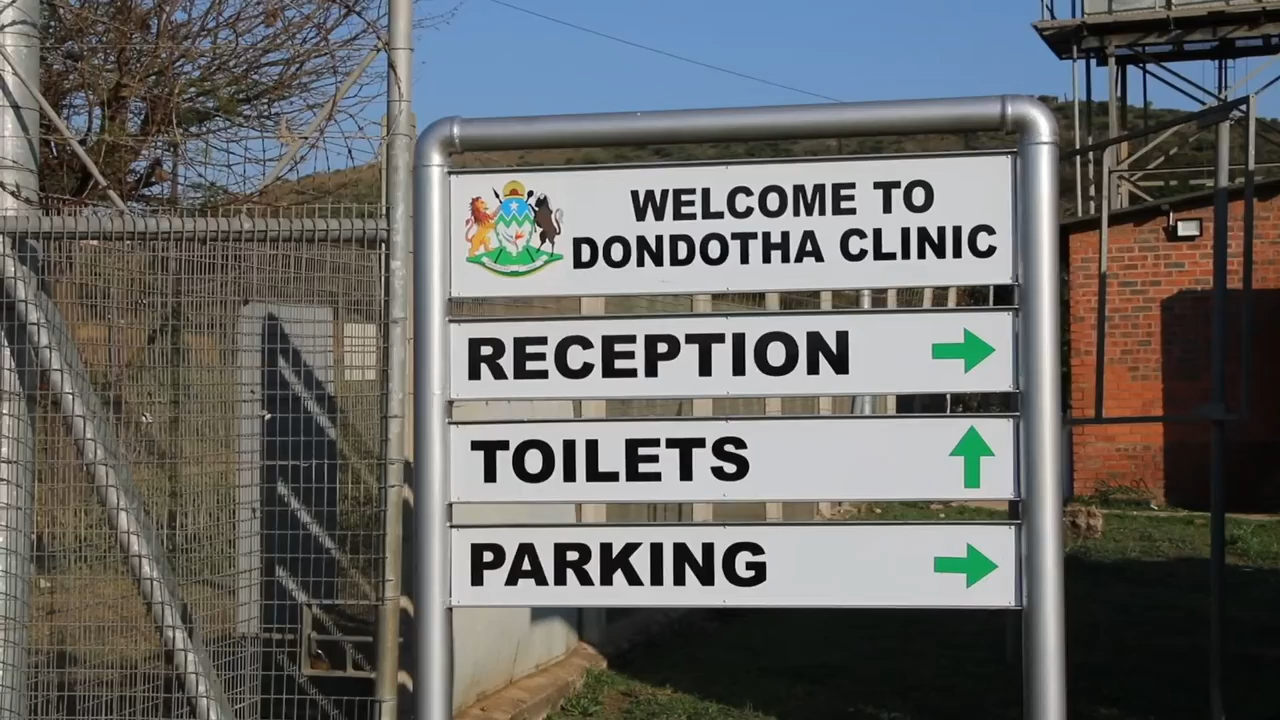 WELCOME TO
DONDOTHA CLINIC
RECEPTION
TOILETS
PARKING